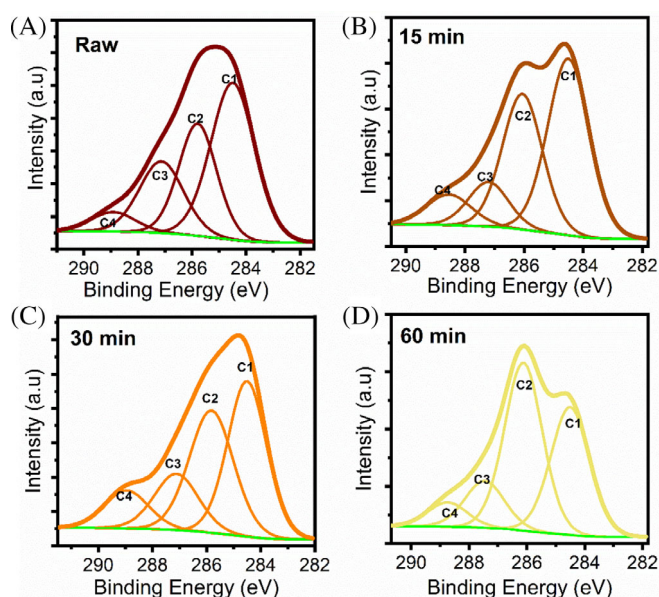 (A)
Raw
C1
C2
C3
C4
Intensity (a.u)
290 288 286 284 282
Binding Energy (eV)
(B)
15 min
C1
C2
C3
C4
Intensity (a.u)
290 288 286 284 282
Binding Energy (eV)
(C)
30 min
C1
C2
C3
C4
Intensity (a.u)
290 288 286 284 282
Binding Energy (eV)
(D)
60 min
C2
C1
C3
C4
Intensity (a.u)
290 288 286 284 282
Binding Energy (eV)